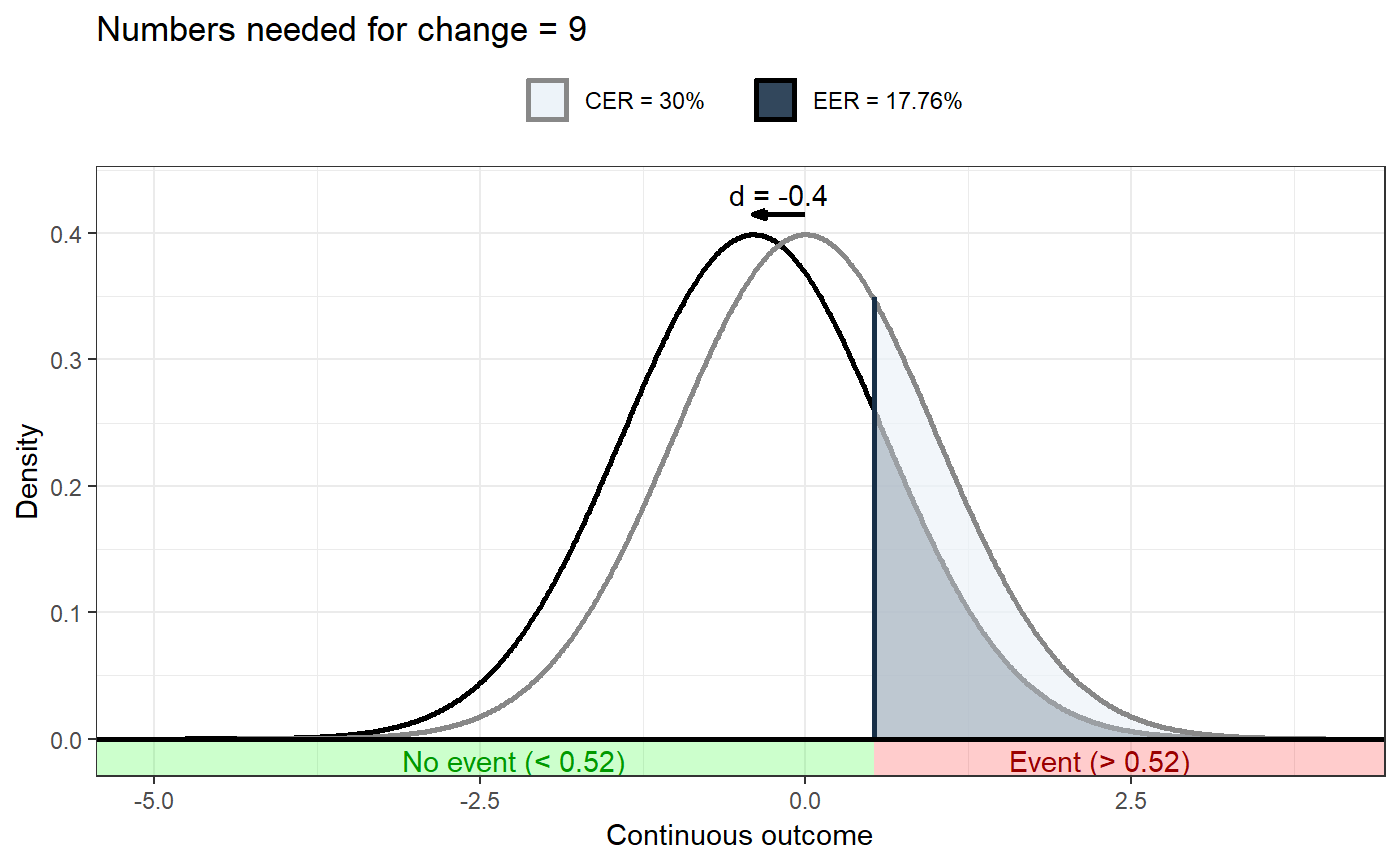 Numbers needed for change = 9
CER = 30%
EER = 17.76%
d = -0.4
0.4
0.3
0.2
0.1
0.0
Density
No event (< 0.52)
Event (> 0.52)
-5.0
-2.5
0.0
2.5
Continuous outcome